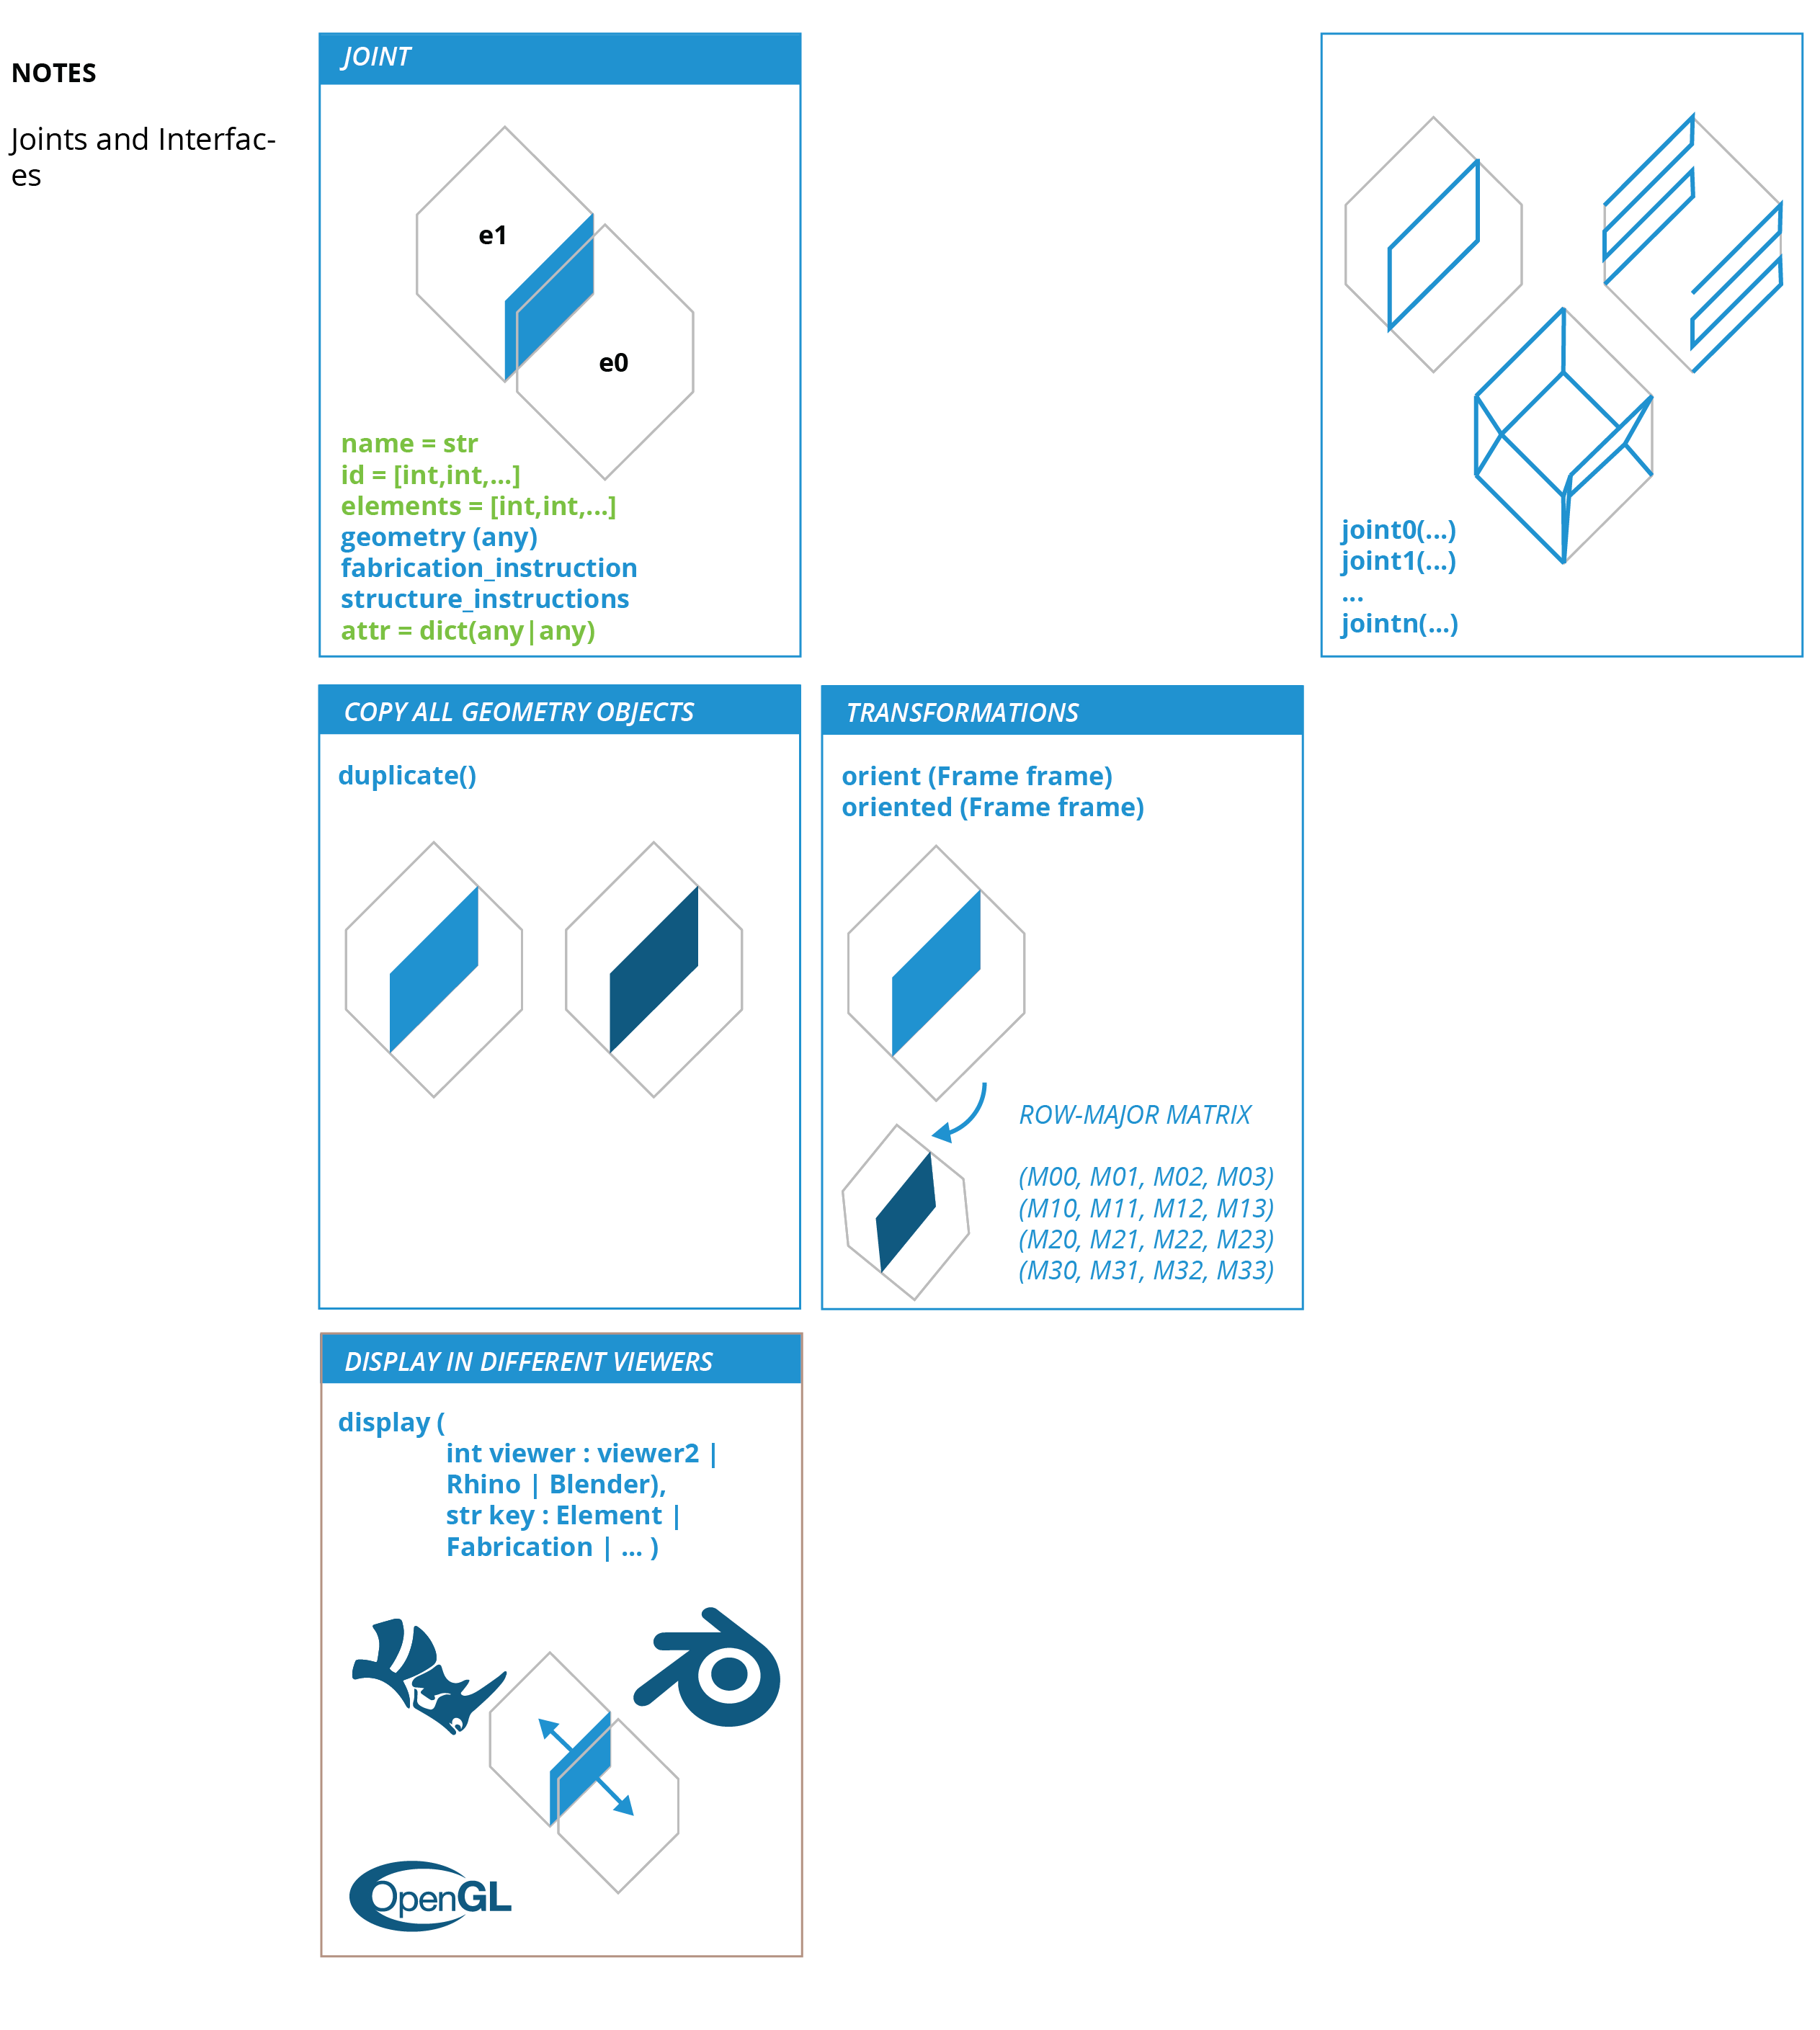 NOTES
Joints and Interfac-
es
JOINT
e1
e0
name = str
id = [int,int,...]
elements = [int,int,...]
geometry (any)
fabrication_instruction
structure_instructions
attr = dict(any|any)
joint0(...)
joint1(...)
...
jointn(...)
COPY ALL GEOMETRY OBJECTS
duplicate()
TRANSFORMATIONS
orient (Frame frame)
oriented (Frame frame)
ROW-MAJOR MATRIX
(M00, M01, M02, M03)
(M10, M11, M12, M13)
(M20, M21, M22, M23)
(M30, M31, M32, M33)
DISPLAY IN DIFFERENT VIEWERS
display (
int viewer : viewer2 |
Rhino | Blender),
str key : Element |
Fabrication | ... )
OpenGL